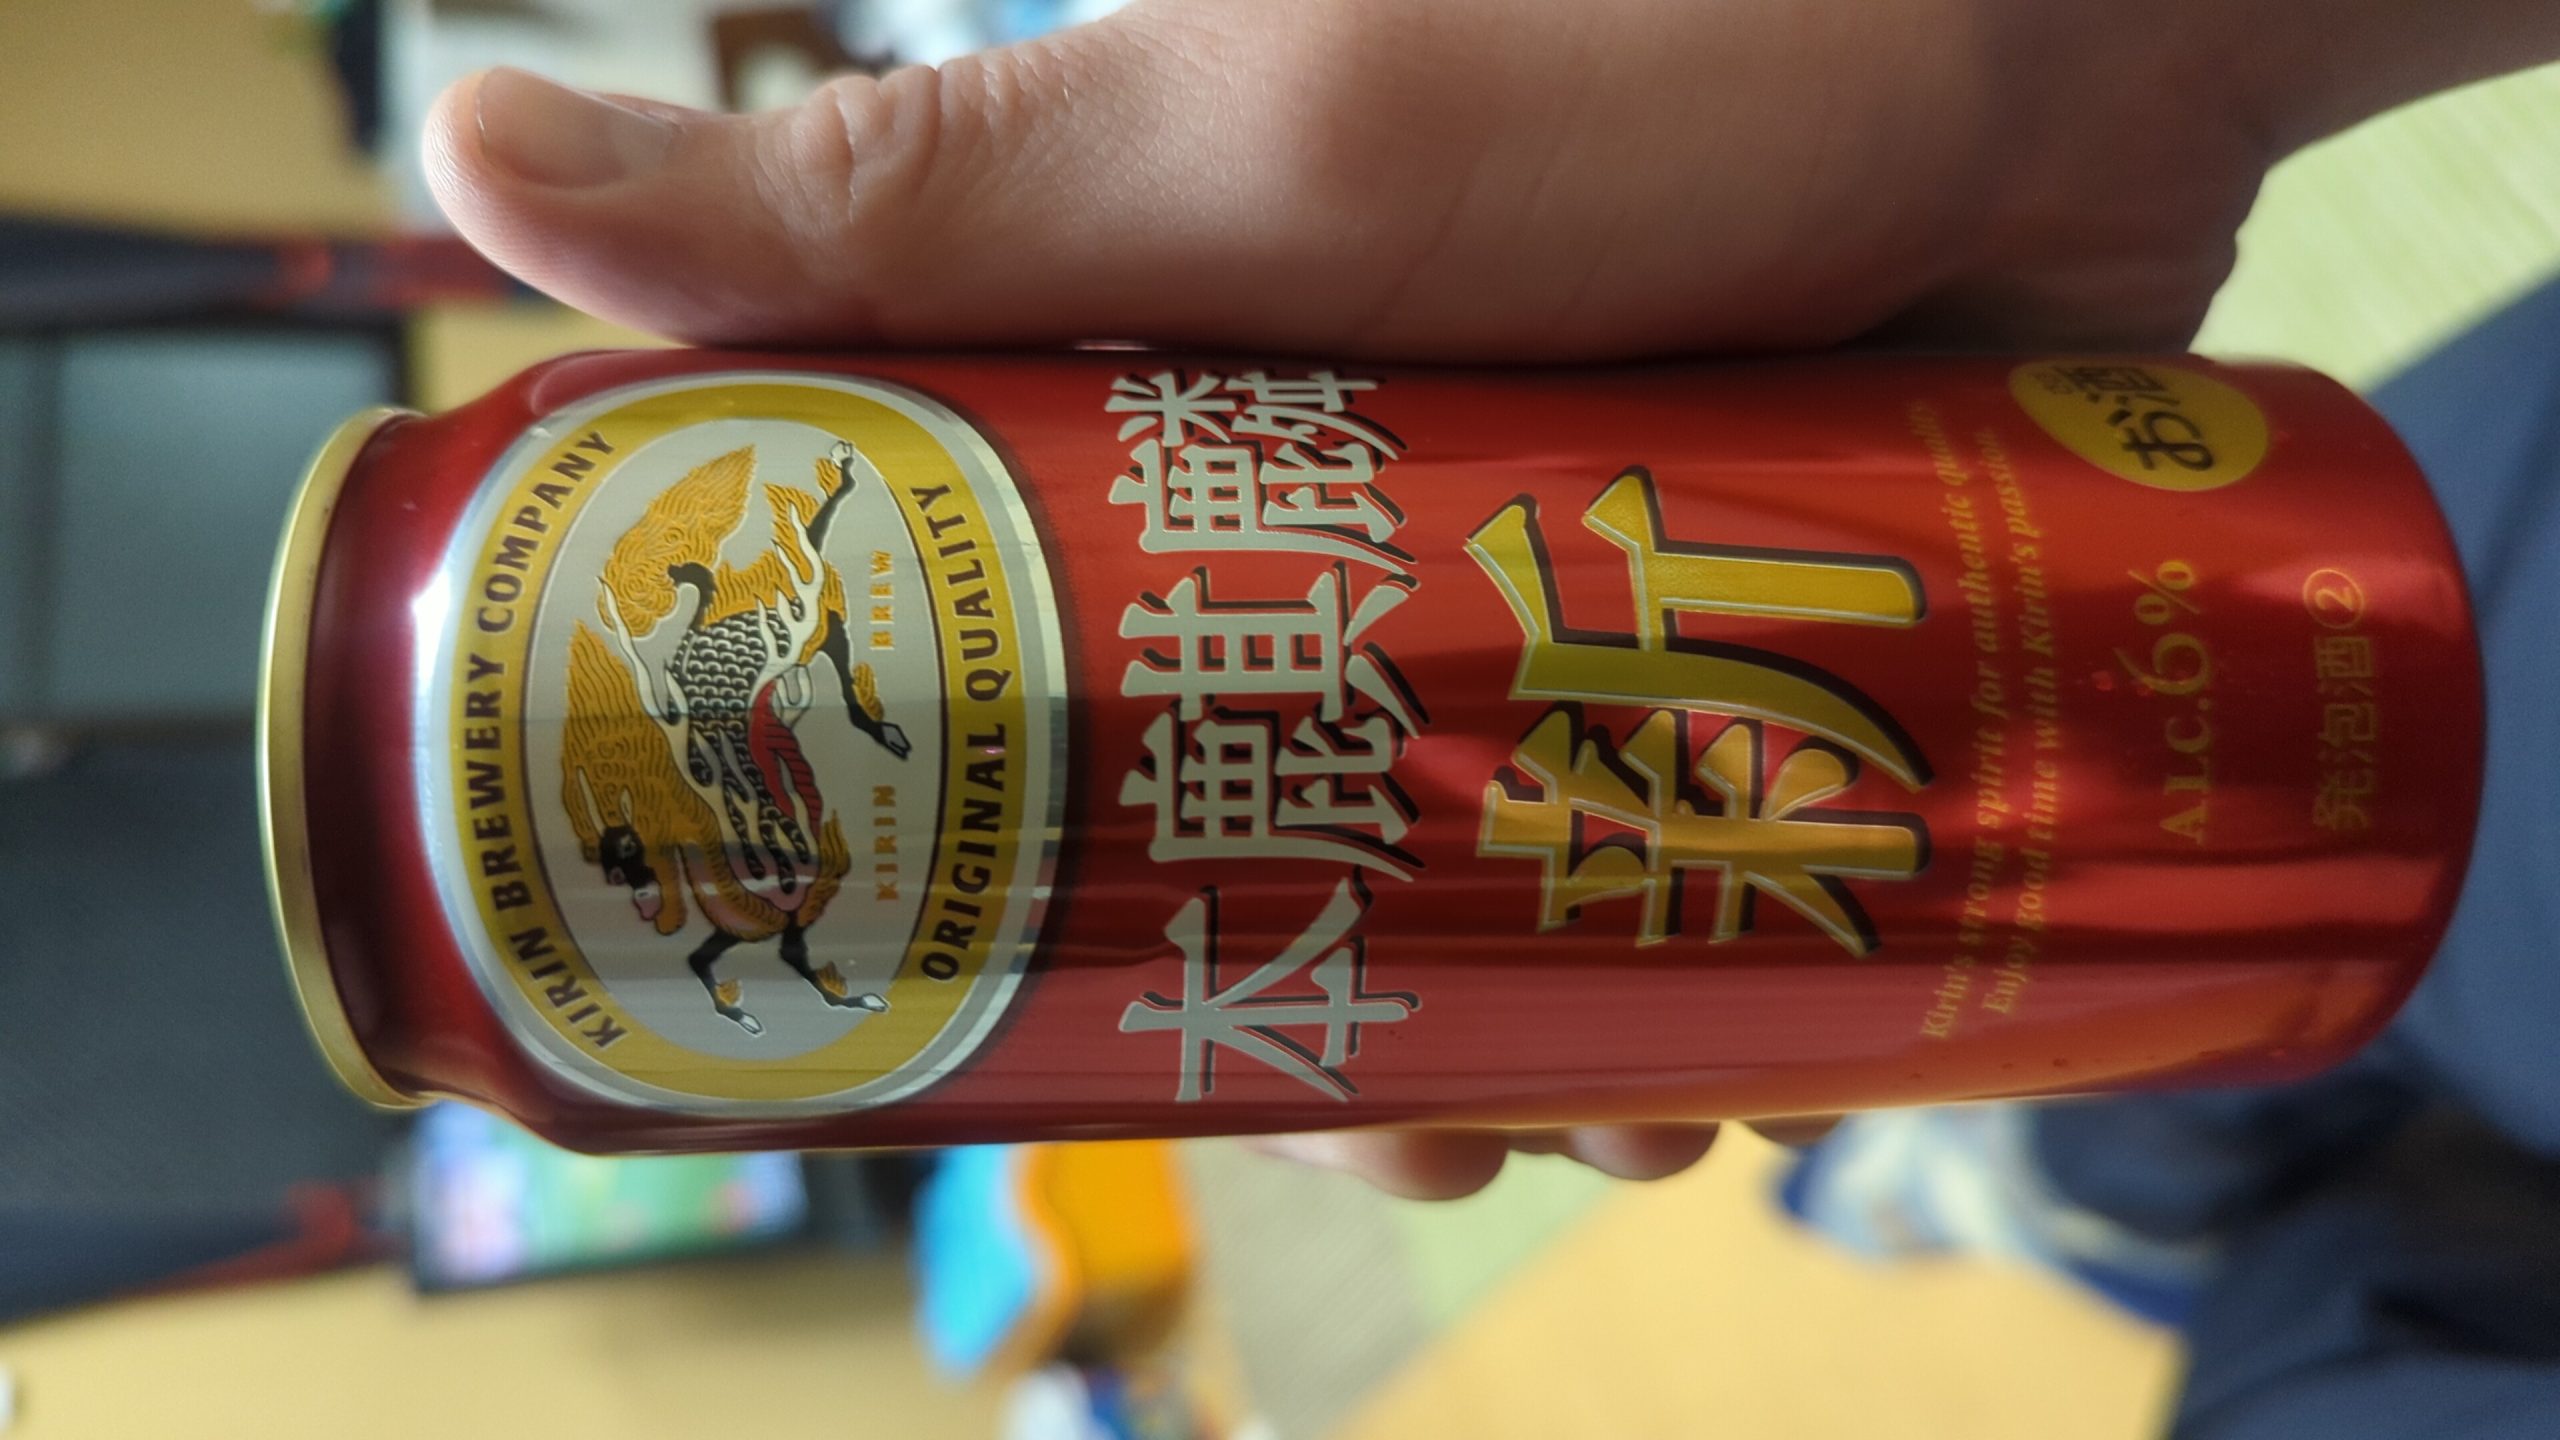 KIRIN BREWERY COMPANY
KIRIN BREW
ORIGINAL QUALITY
本麒麟
新
Kirin's strong spirit for authentic quality.
Enjoy good time with Kirin's passion.
お酒
ALC.6%
発泡酒②